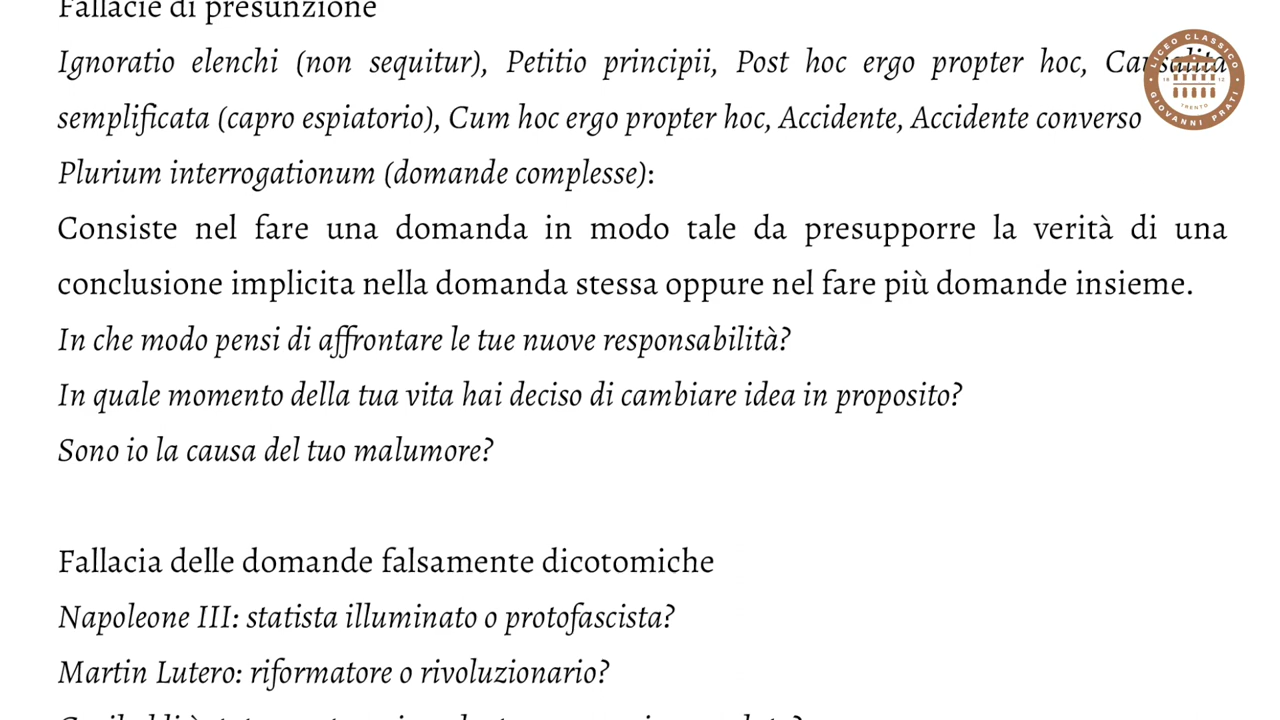 Fallacie di presunzione
Ignoratio elenchi (non sequitur), Petitio principii, Post hoc ergo propter hoc, Causalità
semplificata (capro espiatorio), Cum hoc ergo propter hoc, Accidente, Accidente converso
Plurium interrogationum (domande complesse):
Consiste nel fare una domanda in modo tale da presupporre la verità di una
conclusione implicita nella domanda stessa oppure nel fare più domande insieme.
In che modo pensi di affrontare le tue nuove responsabilità?
In quale momento della tua vita hai deciso di cambiare idea in proposito?
Sono io la causa del tuo malumore?
Fallacia delle domande falsamente dicotomiche
Napoleone III: statista illuminato o protofascista?
Martin Lutero: riformatore o rivoluzionario?
LICEO CLASSICO
GIOVANNI PRATI
TRENTO